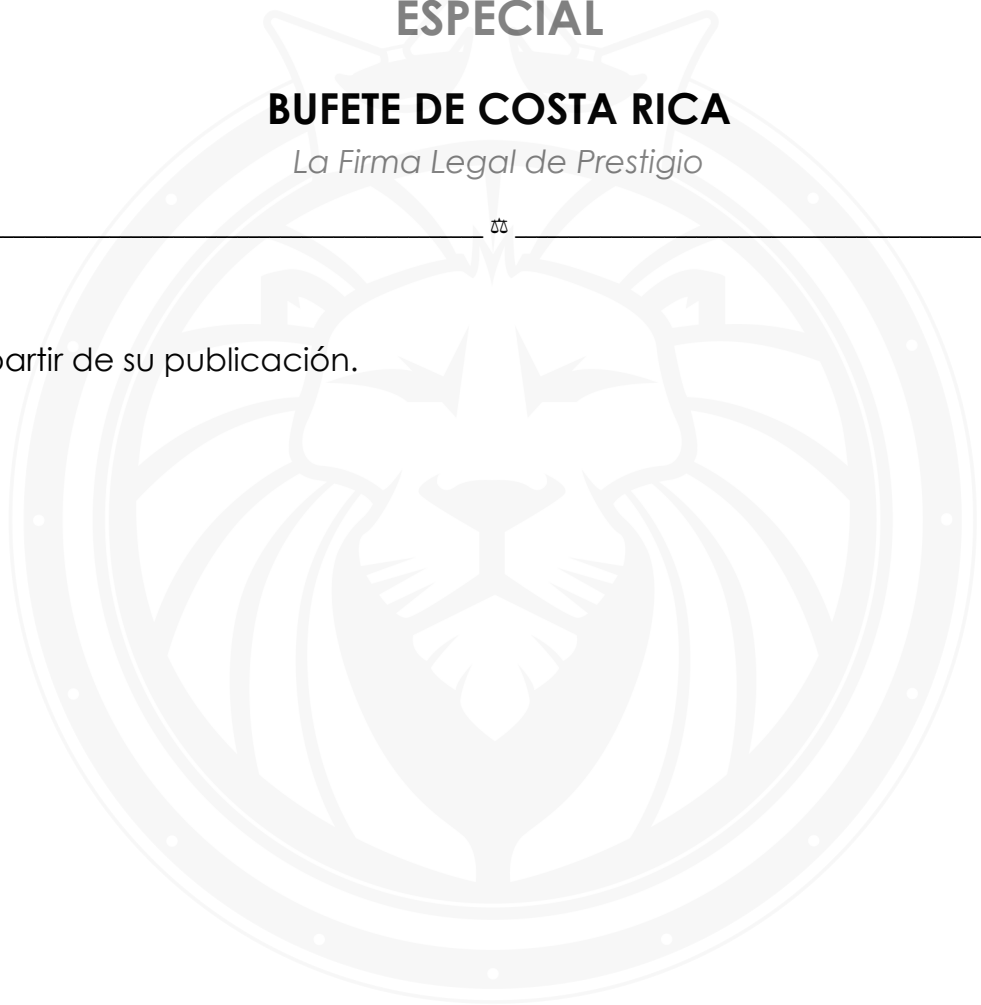 ESPECIAL
BUFETE DE COSTA RICA
La Firma Legal de Prestigio
partir de su publicación.